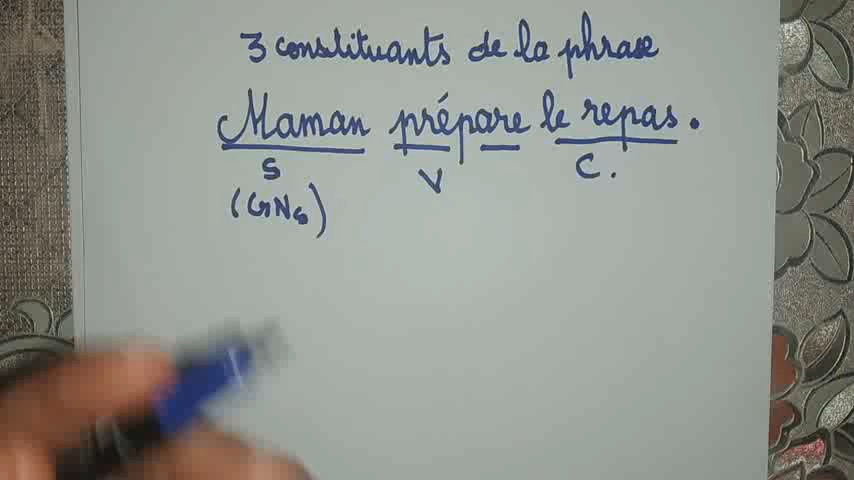 3 constituants de la phrase
Maman prépare le repas.
S V C.
(GNs)